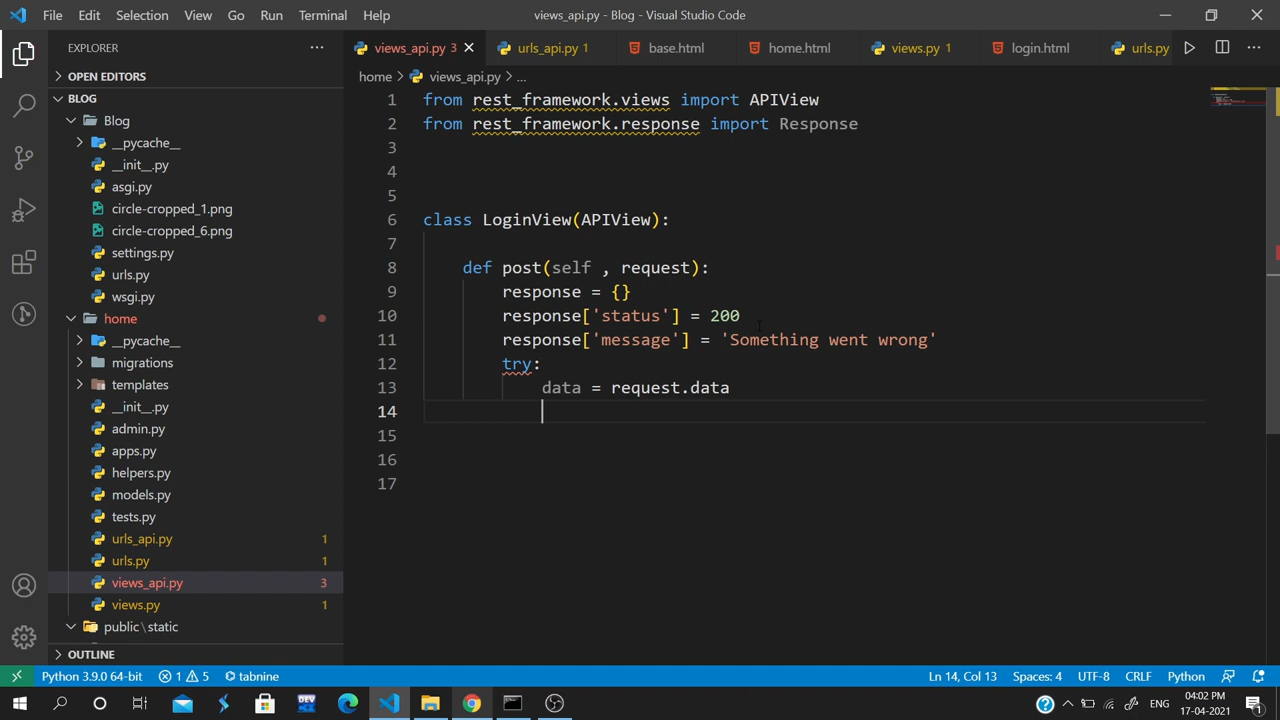 File Edit Selection View Go Run Terminal Help views_api.py - Blog - Visual Studio Code
EXPLORER
OPEN EDITORS
BLOG
Blog
__pycache__
__init__.py
asgi.py
circle-cropped_1.png
circle-cropped_6.png
settings.py
urls.py
wsgi.py
home
__pycache__
migrations
templates
__init__.py
admin.py
apps.py
helpers.py
models.py
tests.py
urls_api.py 1
urls.py 1
views_api.py 3
views.py 1
public\static
OUTLINE
views_api.py 3 urls_api.py 1 base.html home.html views.py 1 login.html urls.py
home > views_api.py > ...
1 from rest_framework.views import APIView
2 from rest_framework.response import Response
3
4
5
6 class LoginView(APIView):
7
8 def post(self , request):
9 response = {}
10 response['status'] = 200
11 response['message'] = 'Something went wrong'
12 try:
13 data = request.data
14
15
16
17
Python 3.9.0 64-bit 1 5 tabnine Ln 14, Col 13 Spaces: 4 UTF-8 CRLF Python
DEV ENG 04:02 PM
17-04-2021 1